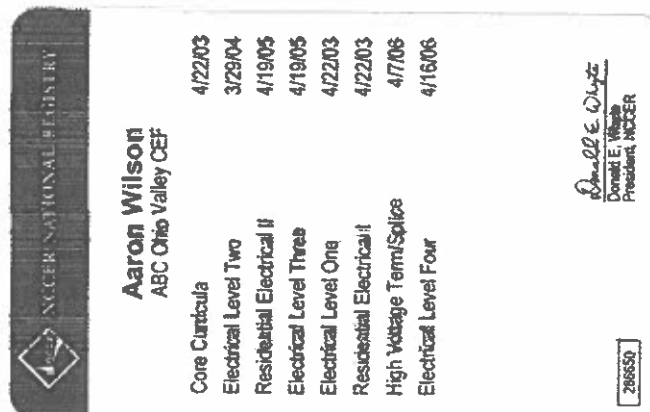 NCCER NATIONAL REGISTRY
Aaron Wilson
ABC Ohio Valley CEF
Core Curricula 4/22/03
Electrical Level Two 3/29/04
Residential Electrical II 4/19/05
Electrical Level Three 4/19/05
Electrical Level One 4/22/03
Residential Electrical I 4/22/03
High Voltage Term/Splice 4/7/06
Electrical Level Four 4/16/06
Donald E. Whyte
Donald E. Whyte
President, NCCER
286650